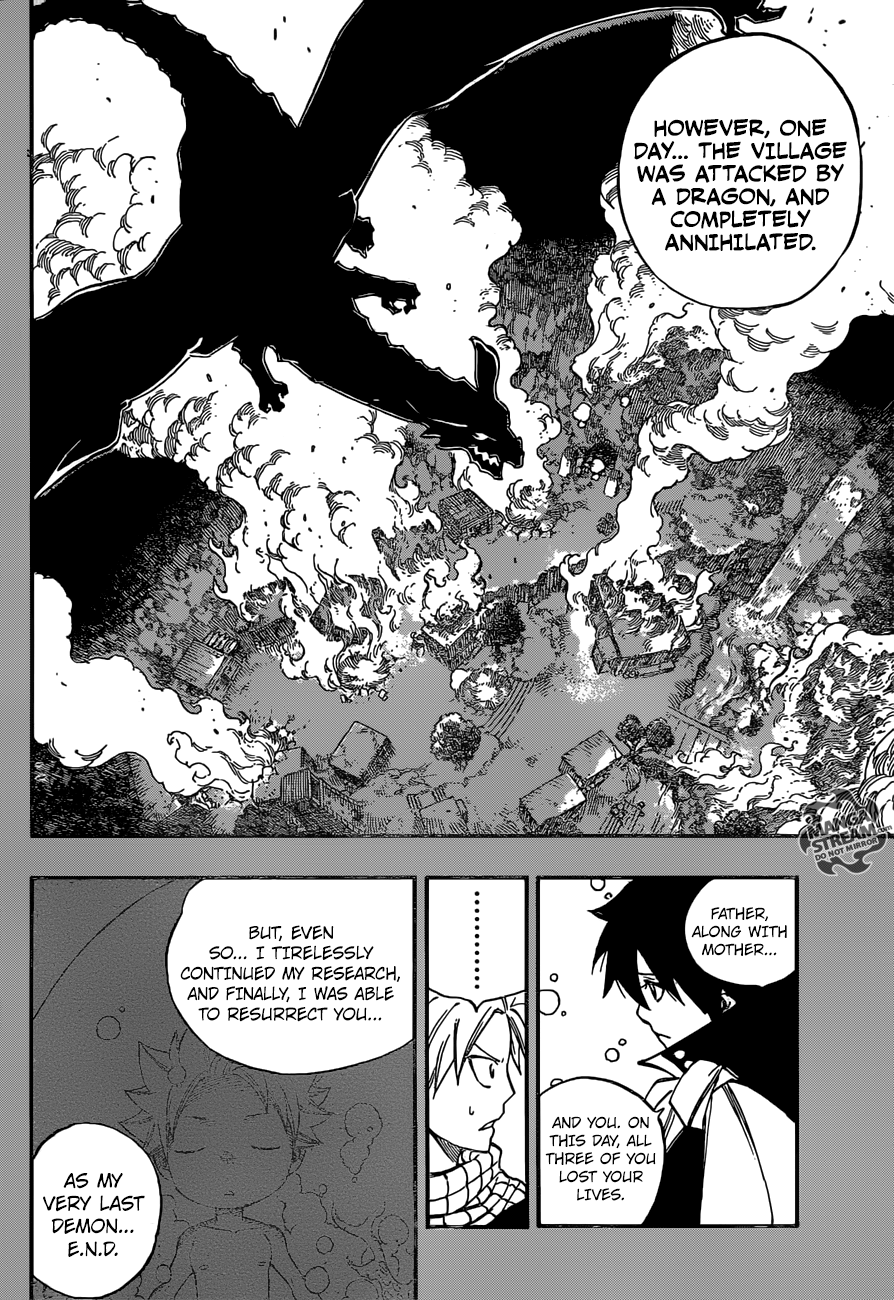 HOWEVER, ONE
DAY... THE VILLAGE
WAS ATTACKED BY
A DRAGON, AND
COMPLETELY
ANNIHILATED.
MANGA
STREAM.com
DO NOT MIRROR
FATHER,
ALONG WITH
MOTHER...
AND YOU. ON
THIS DAY, ALL
THREE OF YOU
LOST YOUR
LIVES.
.........
BUT, EVEN
SO... I TIRELESSLY
CONTINUED MY RESEARCH,
AND FINALLY, I WAS ABLE
TO RESURRECT YOU...
AS MY
VERY LAST
DEMON...
E.N.D.